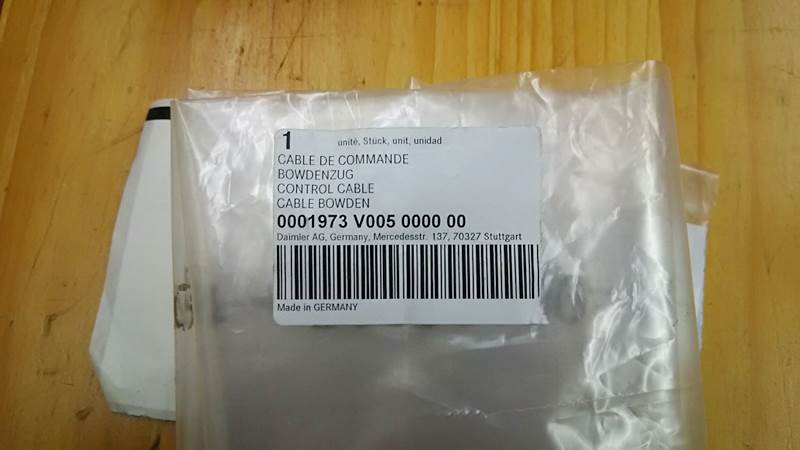 1 unité, Stück, unit, unidad
CABLE DE COMMANDE
BOWDENZUG
CONTROL CABLE
CABLE BOWDEN
0001973 V005 0000 00
Daimler AG, Germany, Mercedesstr. 137, 70327 Stuttgart
Made in GERMANY